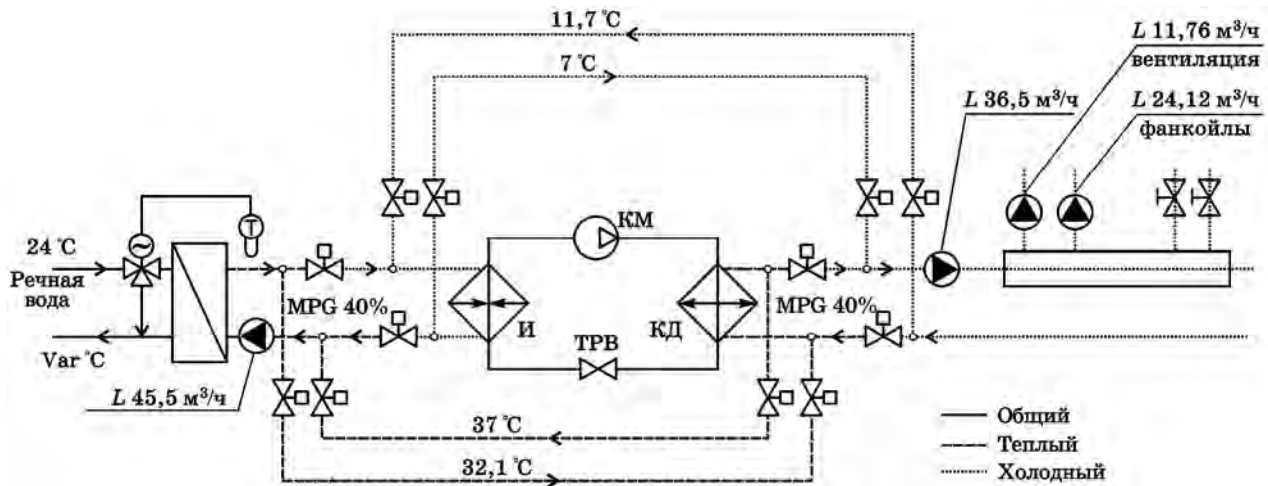 11,7 °C
7 °C
L 11,76 м³/ч
вентиляция
L 36,5 м³/ч
L 24,12 м³/ч
фанкойлы
КМ
T
~
24 °C
Речная
вода
MPG 40%
И
КД
MPG 40%
ТРВ
Var °C
L 45,5 м³/ч
37 °C
32,1 °C
Общий
Теплый
Холодный